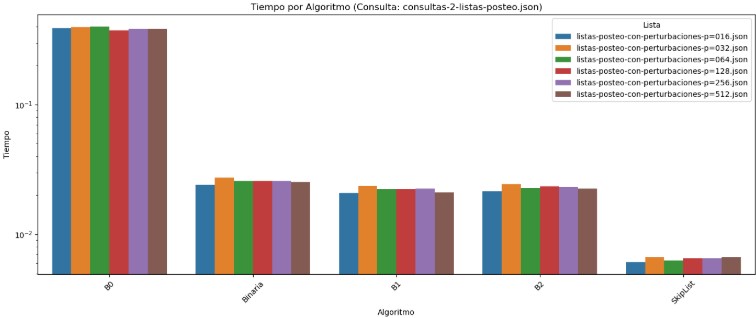 Tiempo por Algoritmo (Consulta: consultas-2-listas-posteo.json)
Lista
listas-posteo-con-perturbaciones-p=016.json
listas-posteo-con-perturbaciones-p=032.json
listas-posteo-con-perturbaciones-p=064.json
listas-posteo-con-perturbaciones-p=128.json
listas-posteo-con-perturbaciones-p=256.json
listas-posteo-con-perturbaciones-p=512.json
10⁻¹
Tiempo
10⁻²
B0
Binaria
B1
B2
SkipList
Algoritmo